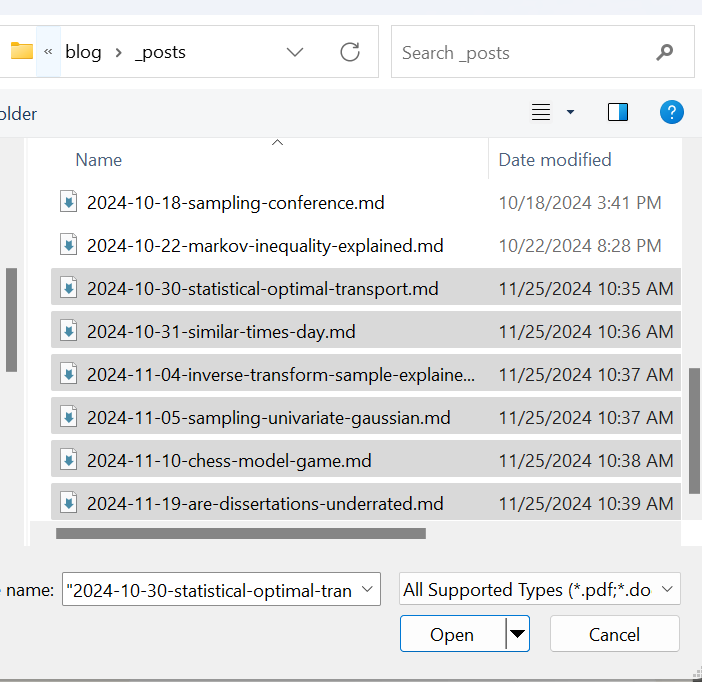 « blog > _posts
Search _posts
older
?
Name Date modified
2024-10-18-sampling-conference.md 10/18/2024 3:41 PM
2024-10-22-markov-inequality-explained.md 10/22/2024 8:28 PM
2024-10-30-statistical-optimal-transport.md 11/25/2024 10:35 AM
2024-10-31-similar-times-day.md 11/25/2024 10:36 AM
2024-11-04-inverse-transform-sample-explaine... 11/25/2024 10:37 AM
2024-11-05-sampling-univariate-gaussian.md 11/25/2024 10:37 AM
2024-11-10-chess-model-game.md 11/25/2024 10:38 AM
2024-11-19-are-dissertations-underrated.md 11/25/2024 10:39 AM
name: "2024-10-30-statistical-optimal-tran All Supported Types (*.pdf;*.do
Open Cancel